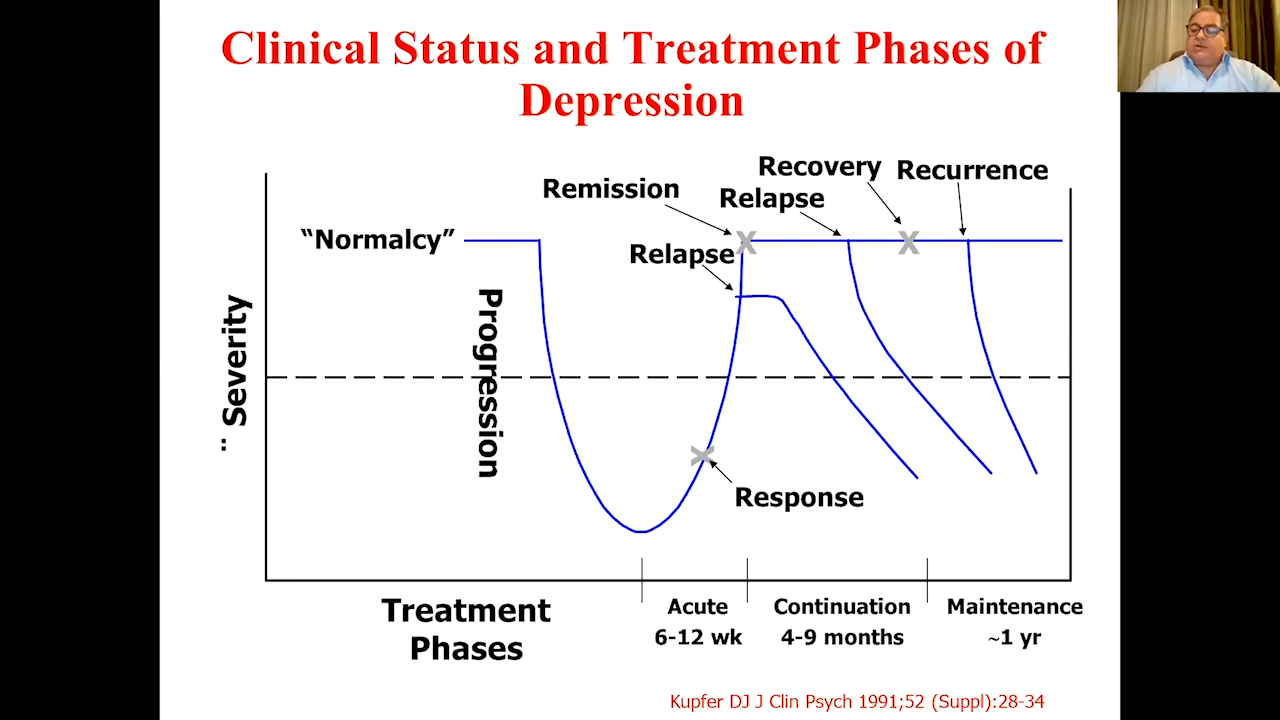 Clinical Status and Treatment Phases of
Depression
Recovery
Recurrence
Remission
Relapse
“Normalcy”
Relapse
Progression
¨ Severity
Response
Treatment
Phases
Acute
6-12 wk
Continuation
4-9 months
Maintenance
~1 yr
Kupfer DJ J Clin Psych 1991;52 (Suppl):28-34